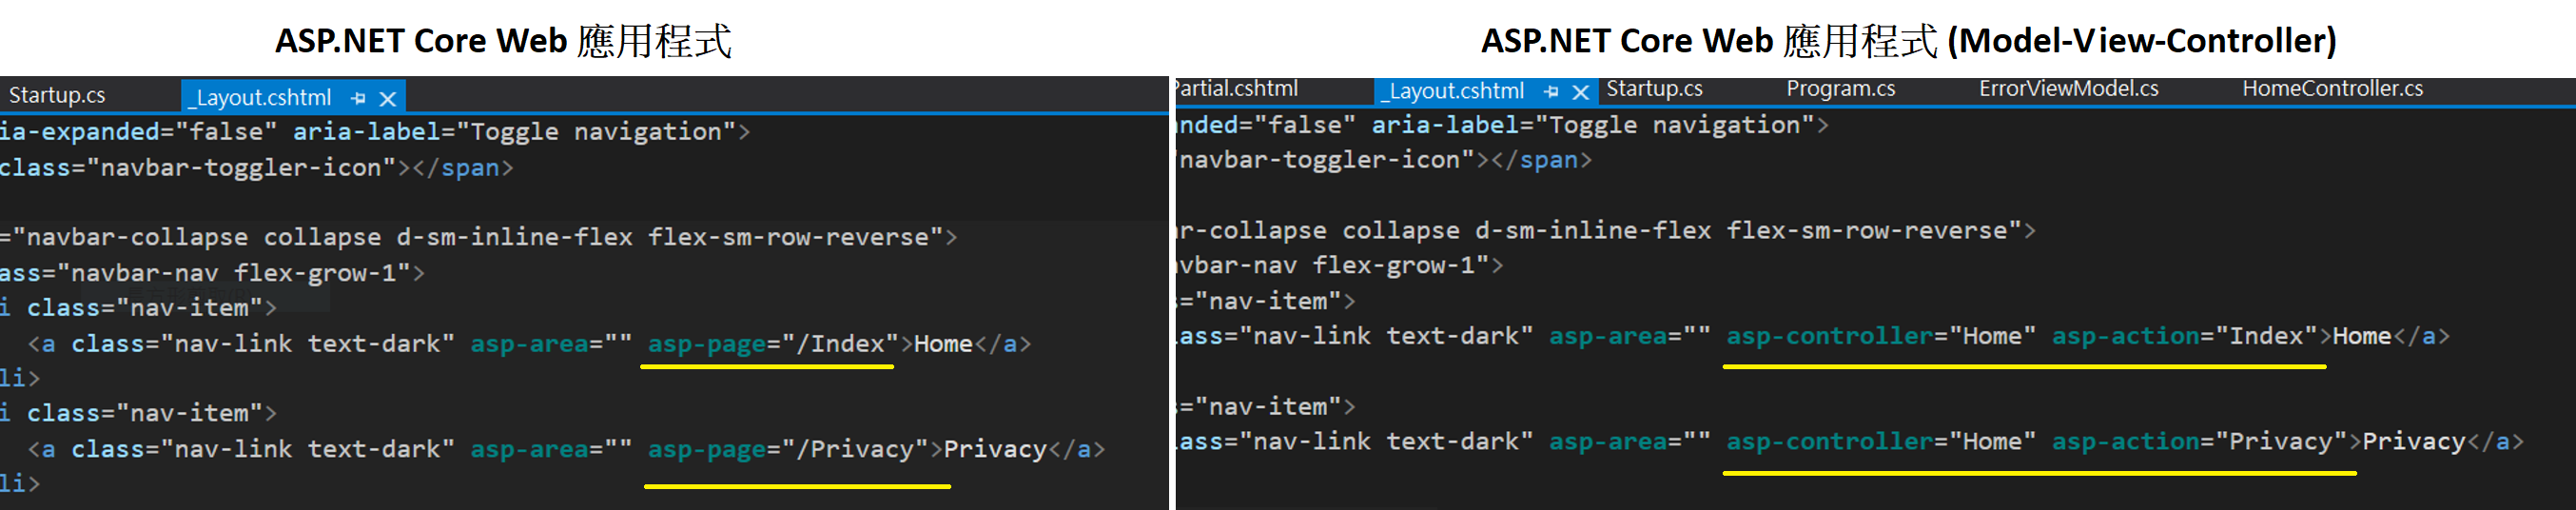 ASP.NET Core Web 應用程式
Startup.cs
_Layout.cshtml
ia-expanded="false" aria-label="Toggle navigation">
class="navbar-toggler-icon"></span>
="navbar-collapse collapse d-sm-inline-flex flex-sm-row-reverse">
ass="navbar-nav flex-grow-1">
i class="nav-item">
<a class="nav-link text-dark" asp-area="" asp-page="/Index">Home</a>
li>
i class="nav-item">
<a class="nav-link text-dark" asp-area="" asp-page="/Privacy">Privacy</a>
li>
ASP.NET Core Web 應用程式 (Model-View-Controller)
Partial.cshtml
_Layout.cshtml
Startup.cs
Program.cs
ErrorViewModel.cs
HomeController.cs
nded="false" aria-label="Toggle navigation">
"navbar-toggler-icon"></span>
ar-collapse collapse d-sm-inline-flex flex-sm-row-reverse">
avbar-nav flex-grow-1">
s="nav-item">
lass="nav-link text-dark" asp-area="" asp-controller="Home" asp-action="Index">Home</a>
s="nav-item">
lass="nav-link text-dark" asp-area="" asp-controller="Home" asp-action="Privacy">Privacy</a>